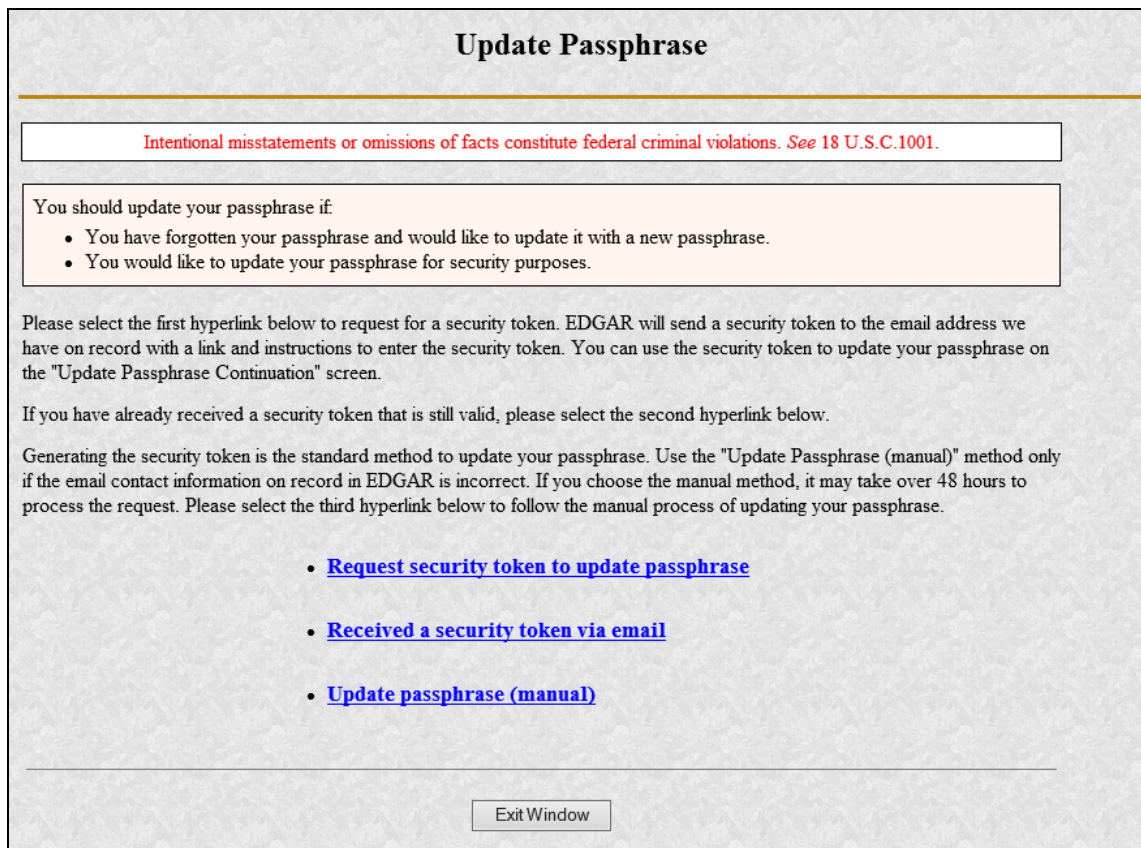 Update Passphrase
Intentional misstatements or omissions of facts constitute federal criminal violations. See 18 U.S.C.1001.
You should update your passphrase if:
• You have forgotten your passphrase and would like to update it with a new passphrase.
• You would like to update your passphrase for security purposes.
Please select the first hyperlink below to request for a security token. EDGAR will send a security token to the email address we
have on record with a link and instructions to enter the security token. You can use the security token to update your passphrase on
the "Update Passphrase Continuation" screen.
If you have already received a security token that is still valid, please select the second hyperlink below.
Generating the security token is the standard method to update your passphrase. Use the "Update Passphrase (manual)" method only
if the email contact information on record in EDGAR is incorrect. If you choose the manual method, it may take over 48 hours to
process the request. Please select the third hyperlink below to follow the manual process of updating your passphrase.
• Request security token to update passphrase
• Received a security token via email
• Update passphrase (manual)
Exit Window